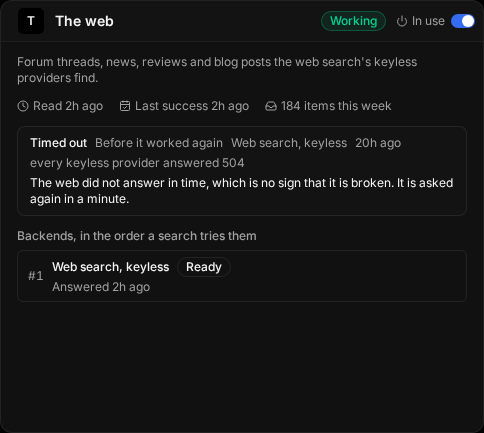 T
The web
Working
In use
Forum threads, news, reviews and blog posts the web search's keyless
providers find.
Read 2h ago
Last success 2h ago
184 items this week
Timed out Before it worked again Web search, keyless 20h ago
every keyless provider answered 504
The web did not answer in time, which is no sign that it is broken. It is asked
again in a minute.
Backends, in the order a search tries them
#1
Web search, keyless Ready
Answered 2h ago